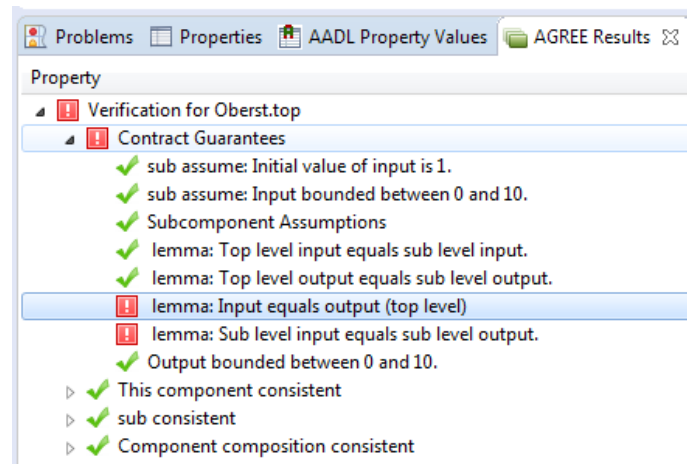 Problems Properties AADL Property Values AGREE Results
Property
Verification for Oberst.top
Contract Guarantees
sub assume: Initial value of input is 1.
sub assume: Input bounded between 0 and 10.
Subcomponent Assumptions
lemma: Top level input equals sub level input.
lemma: Top level output equals sub level output.
lemma: Input equals output (top level)
lemma: Sub level input equals sub level output.
Output bounded between 0 and 10.
This component consistent
sub consistent
Component composition consistent